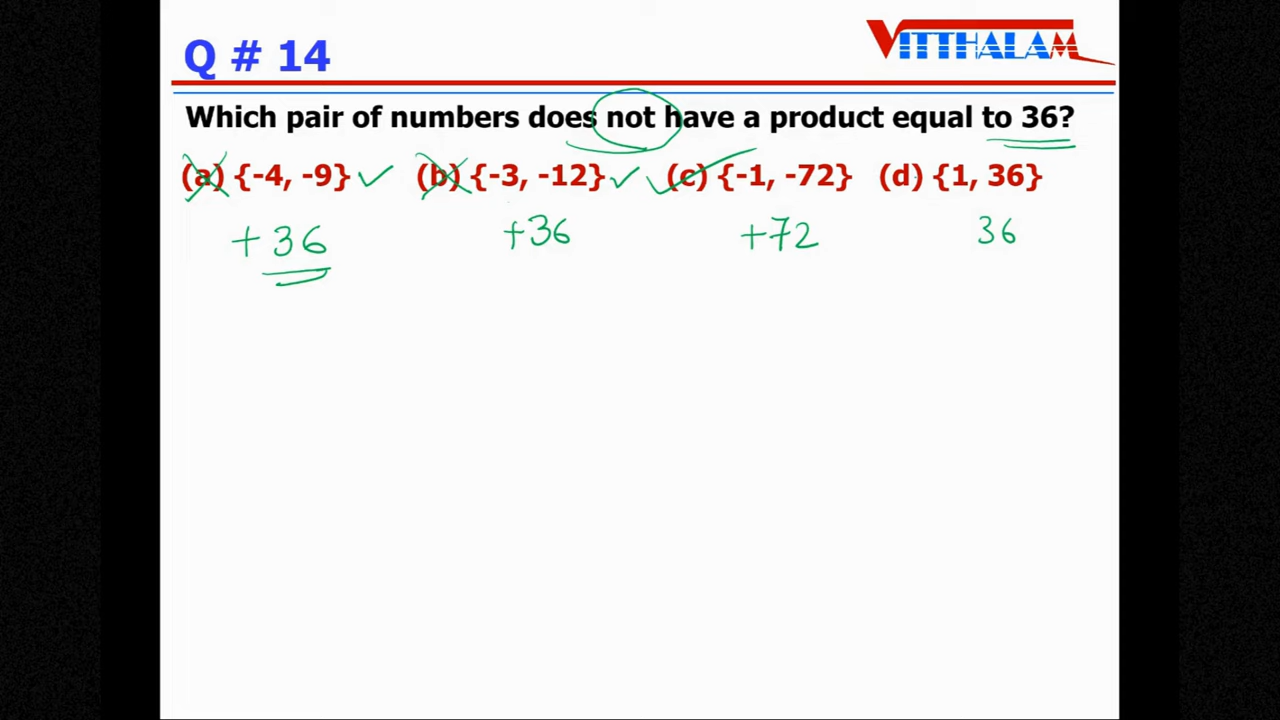 Q # 14
VITTHALAM
Which pair of numbers does not have a product equal to 36?
(a) {-4, -9} (b) {-3, -12} (c) {-1, -72} (d) {1, 36}
+36 +36 +72 36